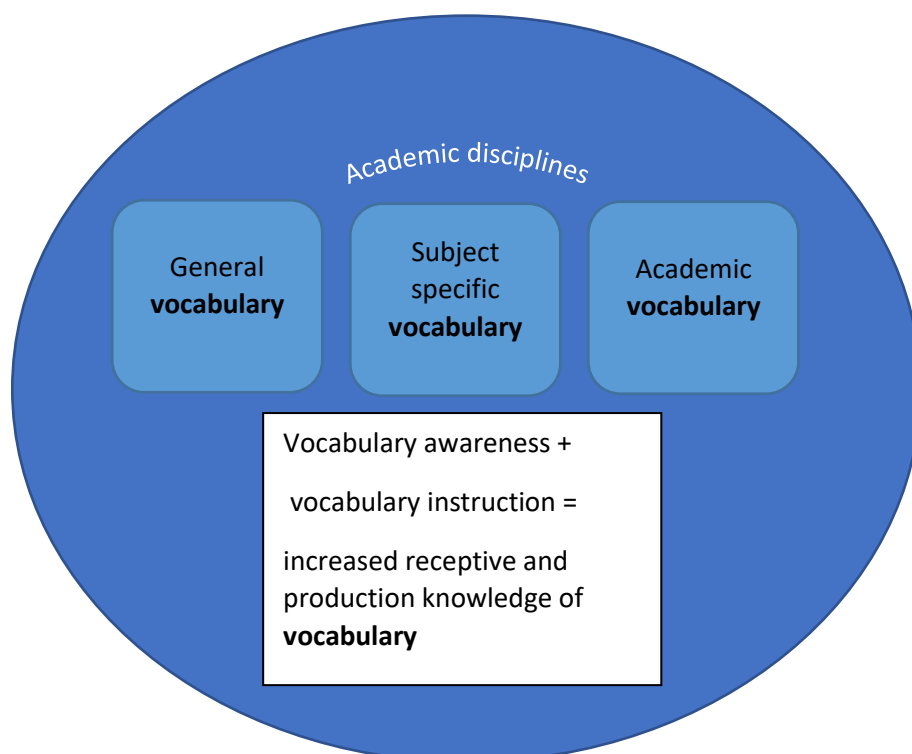 Academic disciplines
General
vocabulary
Subject
specific
vocabulary
Academic
vocabulary
Vocabulary awareness +
vocabulary instruction =
increased receptive and
production knowledge of
vocabulary